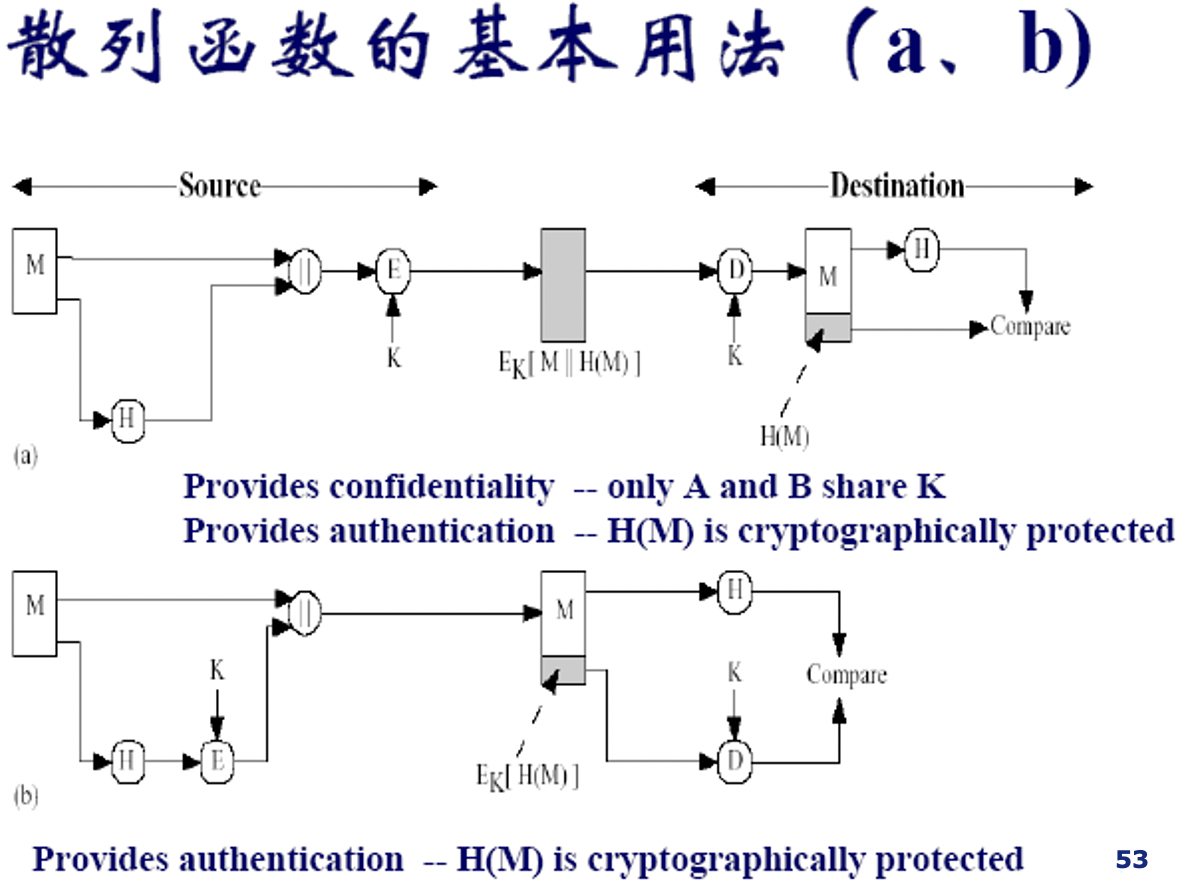 散列函数的基本用法（a、b)
Source
Destination
M
||
E
K
H
E_K[ M || H(M) ]
D
K
M
H
Compare
H(M)
(a)
Provides confidentiality -- only A and B share K
Provides authentication -- H(M) is cryptographically protected
M
||
K
H
E
M
E_K[ H(M) ]
H
K
Compare
D
(b)
Provides authentication -- H(M) is cryptographically protected
53